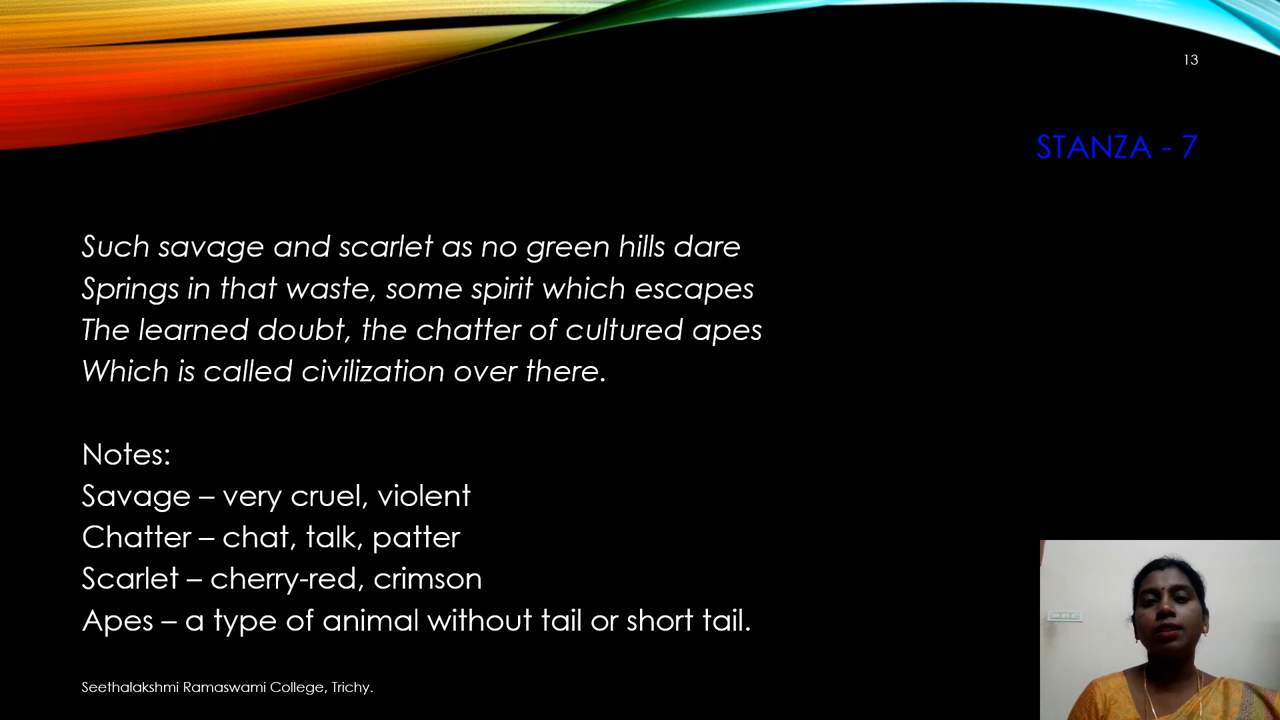 13
STANZA - 7
Such savage and scarlet as no green hills dare
Springs in that waste, some spirit which escapes
The learned doubt, the chatter of cultured apes
Which is called civilization over there.
Notes:
Savage – very cruel, violent
Chatter – chat, talk, patter
Scarlet – cherry-red, crimson
Apes – a type of animal without tail or short tail.
Seethalakshmi Ramaswami College, Trichy.